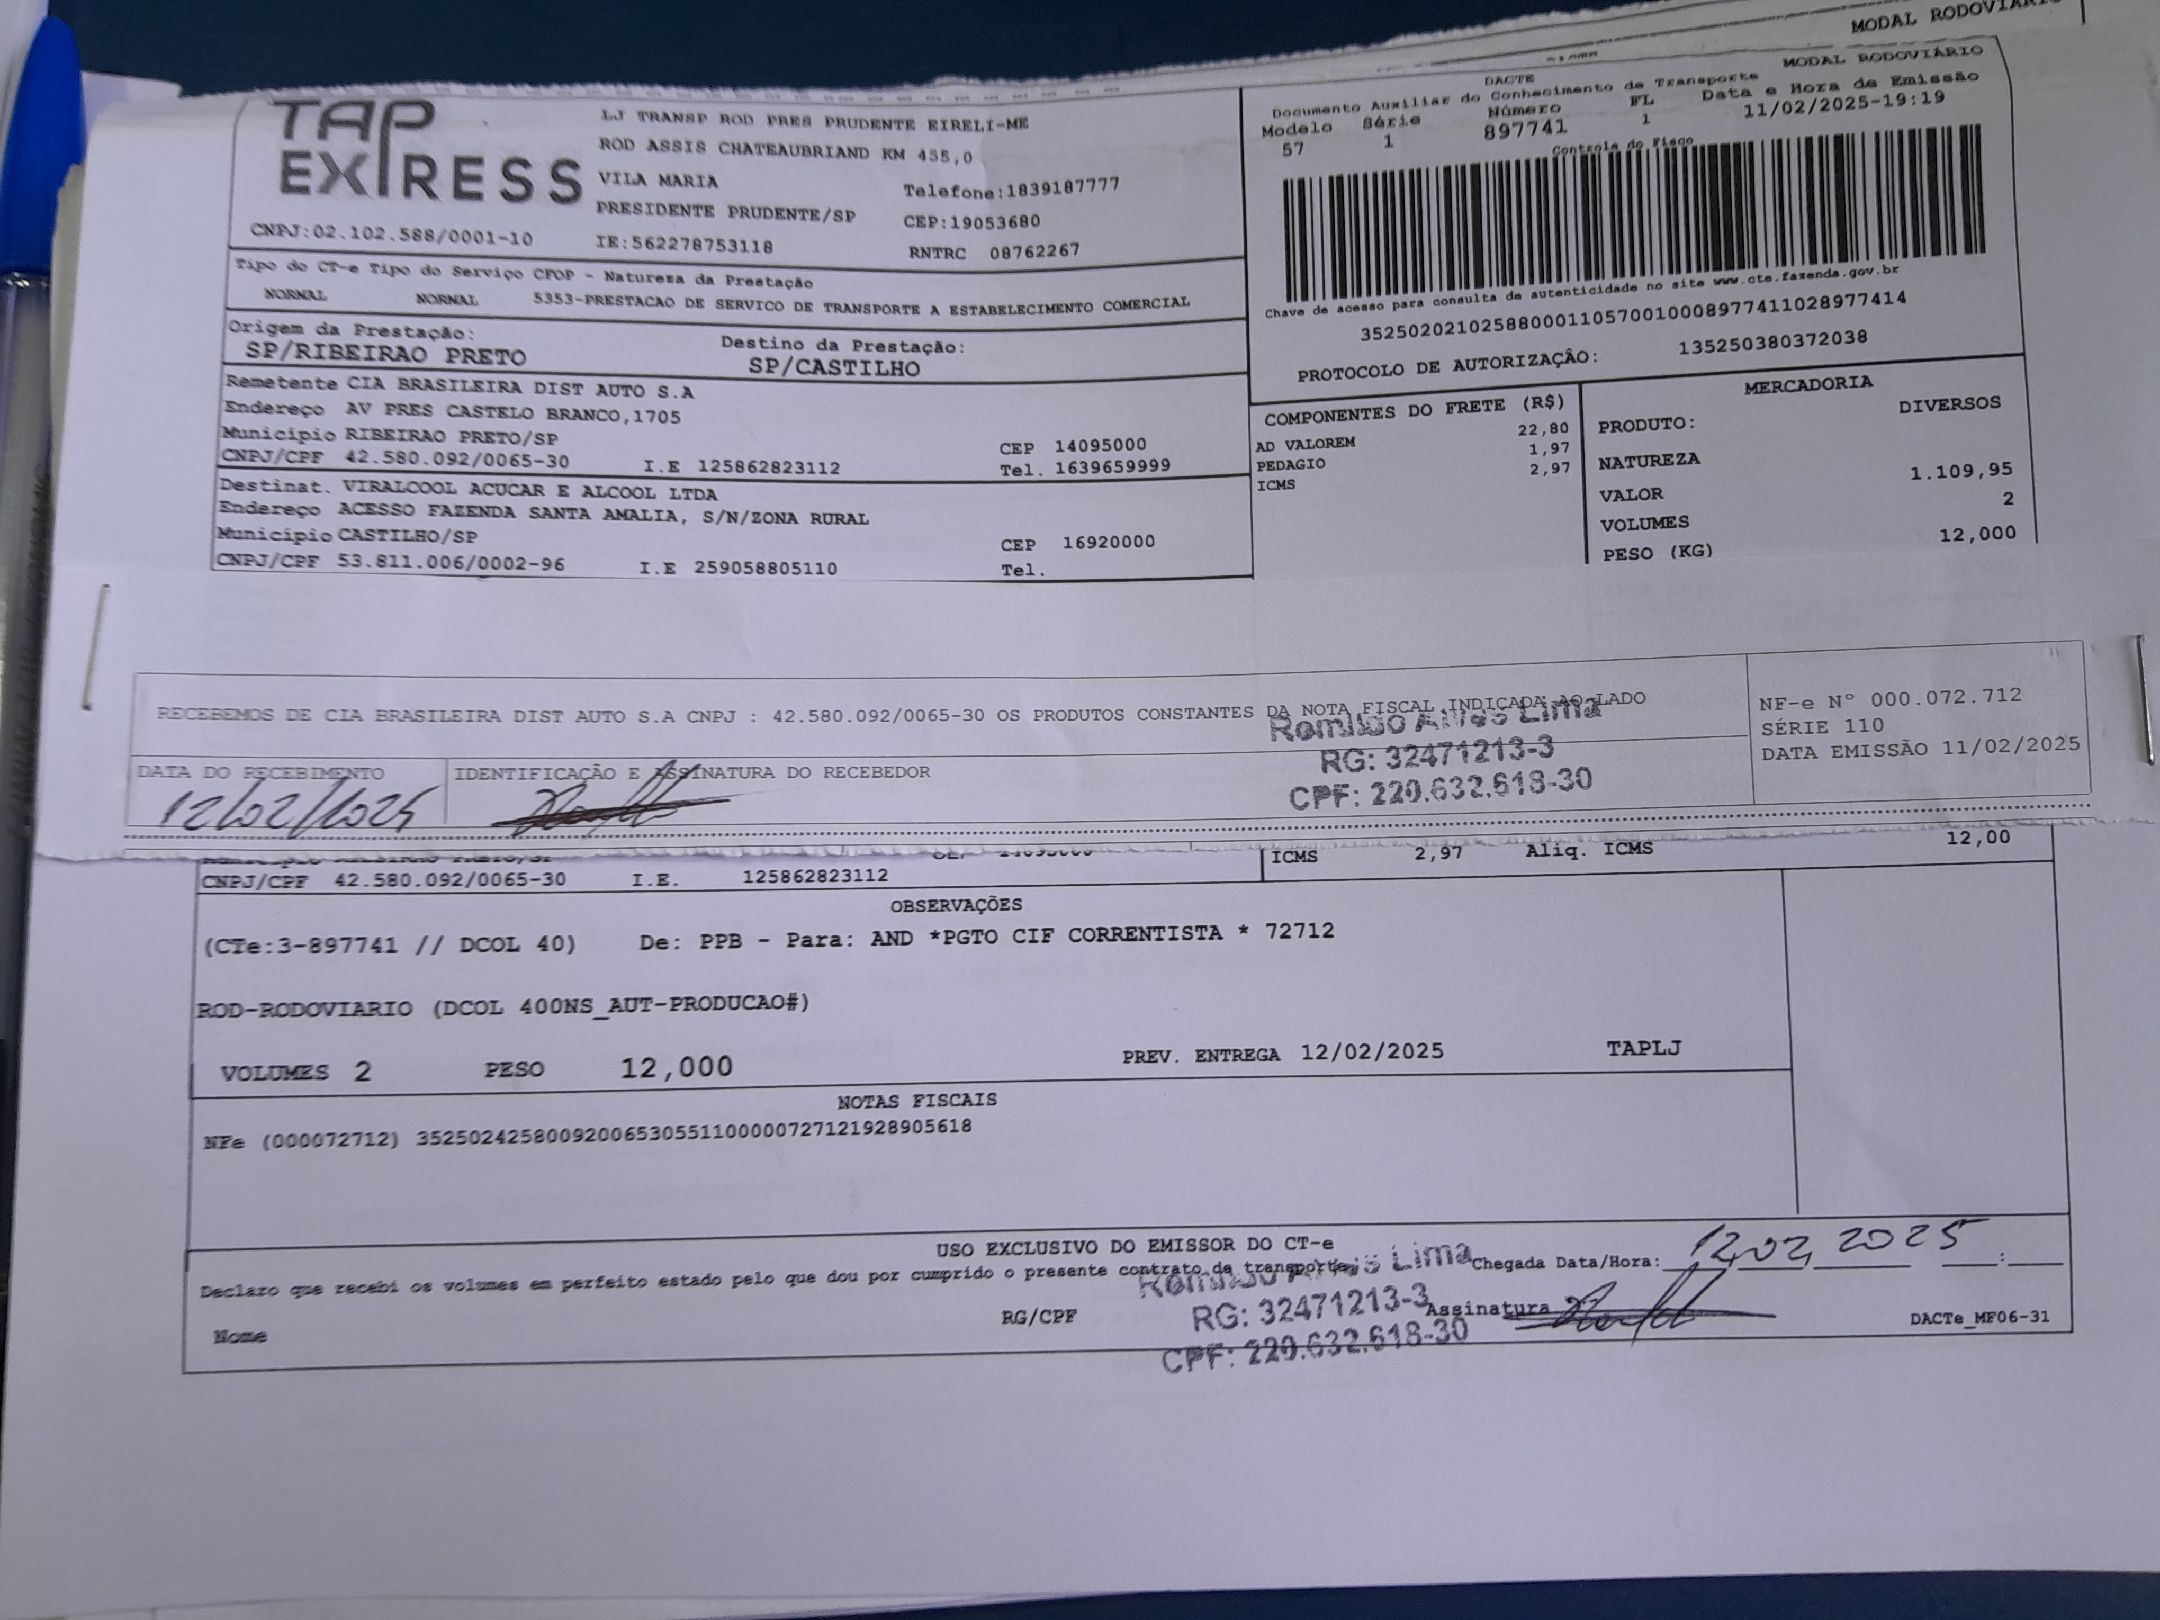 MODAL RODOVIÁRIO
MODAL RODOVIÁRIO
TAP
EXPRESS
LJ TRANSP ROD PRES PRUDENTE EIRELI-ME
ROD ASSIS CHATEAUBRIAND KM 455,0
VILA MARIA
Telefone:1839187777
PRESIDENTE PRUDENTE/SP
CEP:19053680
CNPJ:02.102.588/0001-10
IE:562278753118
RNTRC 08762267
DACTE
Documento Auxiliar do Conhecimento de Transporte
Modelo Série Número FL Data e Hora de Emissão
57 1 897741 1 11/02/2025-19:19
Controle do Fisco
Chave de acesso para consulta de autenticidade no site www.cte.fazenda.gov.br
35250202102588000110570010008977411028977414
PROTOCOLO DE AUTORIZAÇÂO: 135250380372038
Tipo do CT-e Tipo do Serviço CFOP - Natureza da Prestação
NORMAL NORMAL 5353-PRESTACAO DE SERVICO DE TRANSPORTE A ESTABELECIMENTO COMERCIAL
Origem da Prestação: Destino da Prestação:
SP/RIBEIRAO PRETO SP/CASTILHO
Remetente CIA BRASILEIRA DIST AUTO S.A
Endereço AV PRES CASTELO BRANCO,1705
Município RIBEIRAO PRETO/SP CEP 14095000
CNPJ/CPF 42.580.092/0065-30 I.E 125862823112 Tel. 1639659999
Destinat. VIRALCOOL ACUCAR E ALCOOL LTDA
Endereço ACESSO FAZENDA SANTA AMALIA, S/N/ZONA RURAL
Município CASTILHO/SP CEP 16920000
CNPJ/CPF 53.811.006/0002-96 I.E 259058805110 Tel.
COMPONENTES DO FRETE (R$)
AD VALOREM 22,80
PEDAGIO 1,97
ICMS 2,97
MERCADORIA
PRODUTO: DIVERSOS
NATUREZA
VALOR 1.109,95
VOLUMES 2
PESO (KG) 12,000
RECEBEMOS DE CIA BRASILEIRA DIST AUTO S.A CNPJ : 42.580.092/0065-30 OS PRODUTOS CONSTANTES DA NOTA FISCAL INDICADA AO LADO
NF-e Nº 000.072.712
SÉRIE 110
DATA EMISSÃO 11/02/2025
DATA DO RECEBIMENTO IDENTIFICAÇÃO E ASSINATURA DO RECEBEDOR
12/02/2025
Lima
RG: 32471213-3
CPF: 220.632.618-30
ICMS 2,97 Aliq. ICMS 12,00
CNPJ/CPF 42.580.092/0065-30 I.E. 125862823112
OBSERVAÇÕES
(CTe:3-897741 // DCOL 40) De: PPB - Para: AND *PGTO CIF CORRENTISTA * 72712
ROD-RODOVIARIO (DCOL 400NS_AUT-PRODUCAO#)
VOLUMES 2 PESO 12,000 PREV. ENTREGA 12/02/2025 TAPLJ
NOTAS FISCAIS
NFe (000072712) 35250242580092006530551100000727121928905618
USO EXCLUSIVO DO EMISSOR DO CT-e
Declaro que recebi os volumes em perfeito estado pelo que dou por cumprido o presente contrato de transporte.
Chegada Data/Hora: 12 02 2025 :
Lima
RG: 32471213-3
CPF: 220.632.618-30
Nome RG/CPF Assinatura DACTe_MF06-31